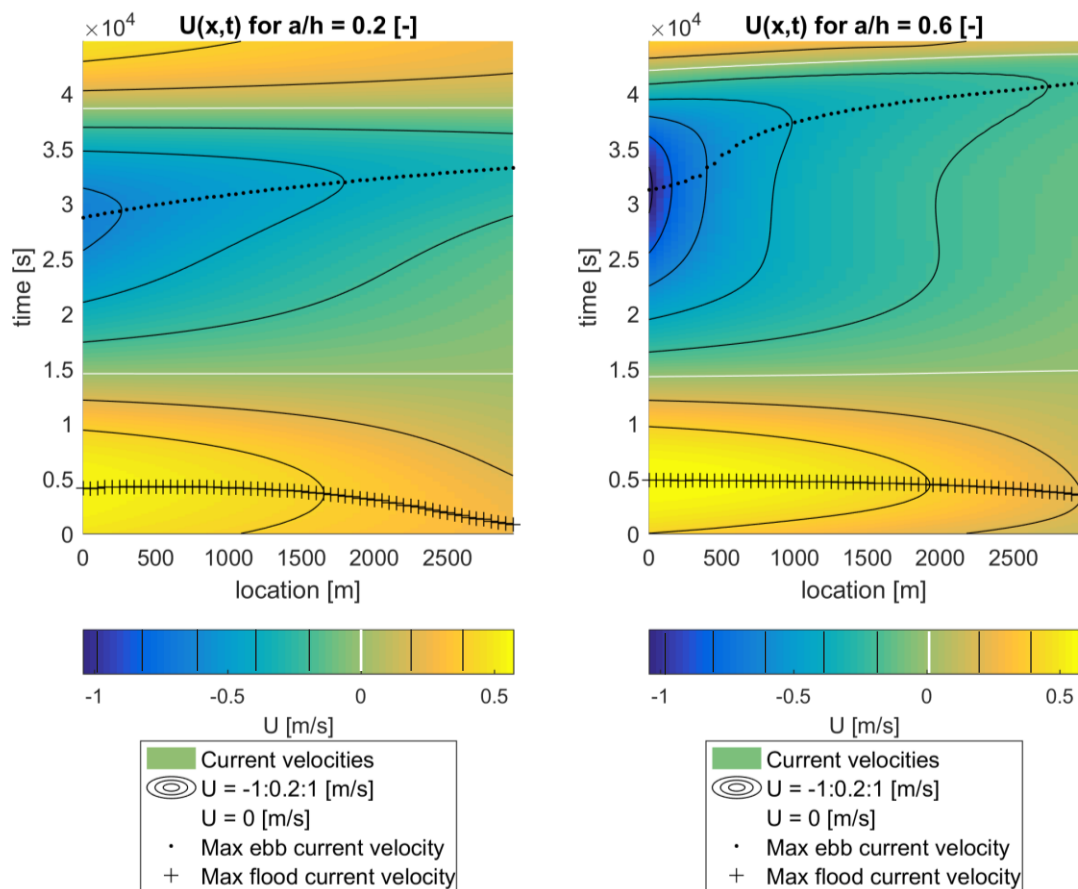 U(x,t) for a/h = 0.2 [-]
×10⁴
4
3.5
3
2.5
2
1.5
1
0.5
0
time [s]
0 500 1000 1500 2000 2500
location [m]
-1 -0.5 0 0.5
U [m/s]
Current velocities
U = -1:0.2:1 [m/s]
U = 0 [m/s]
Max ebb current velocity
Max flood current velocity
U(x,t) for a/h = 0.6 [-]
×10⁴
4
3.5
3
2.5
2
1.5
1
0.5
0
time [s]
0 500 1000 1500 2000 2500
location [m]
-1 -0.5 0 0.5
U [m/s]
Current velocities
U = -1:0.2:1 [m/s]
U = 0 [m/s]
Max ebb current velocity
Max flood current velocity